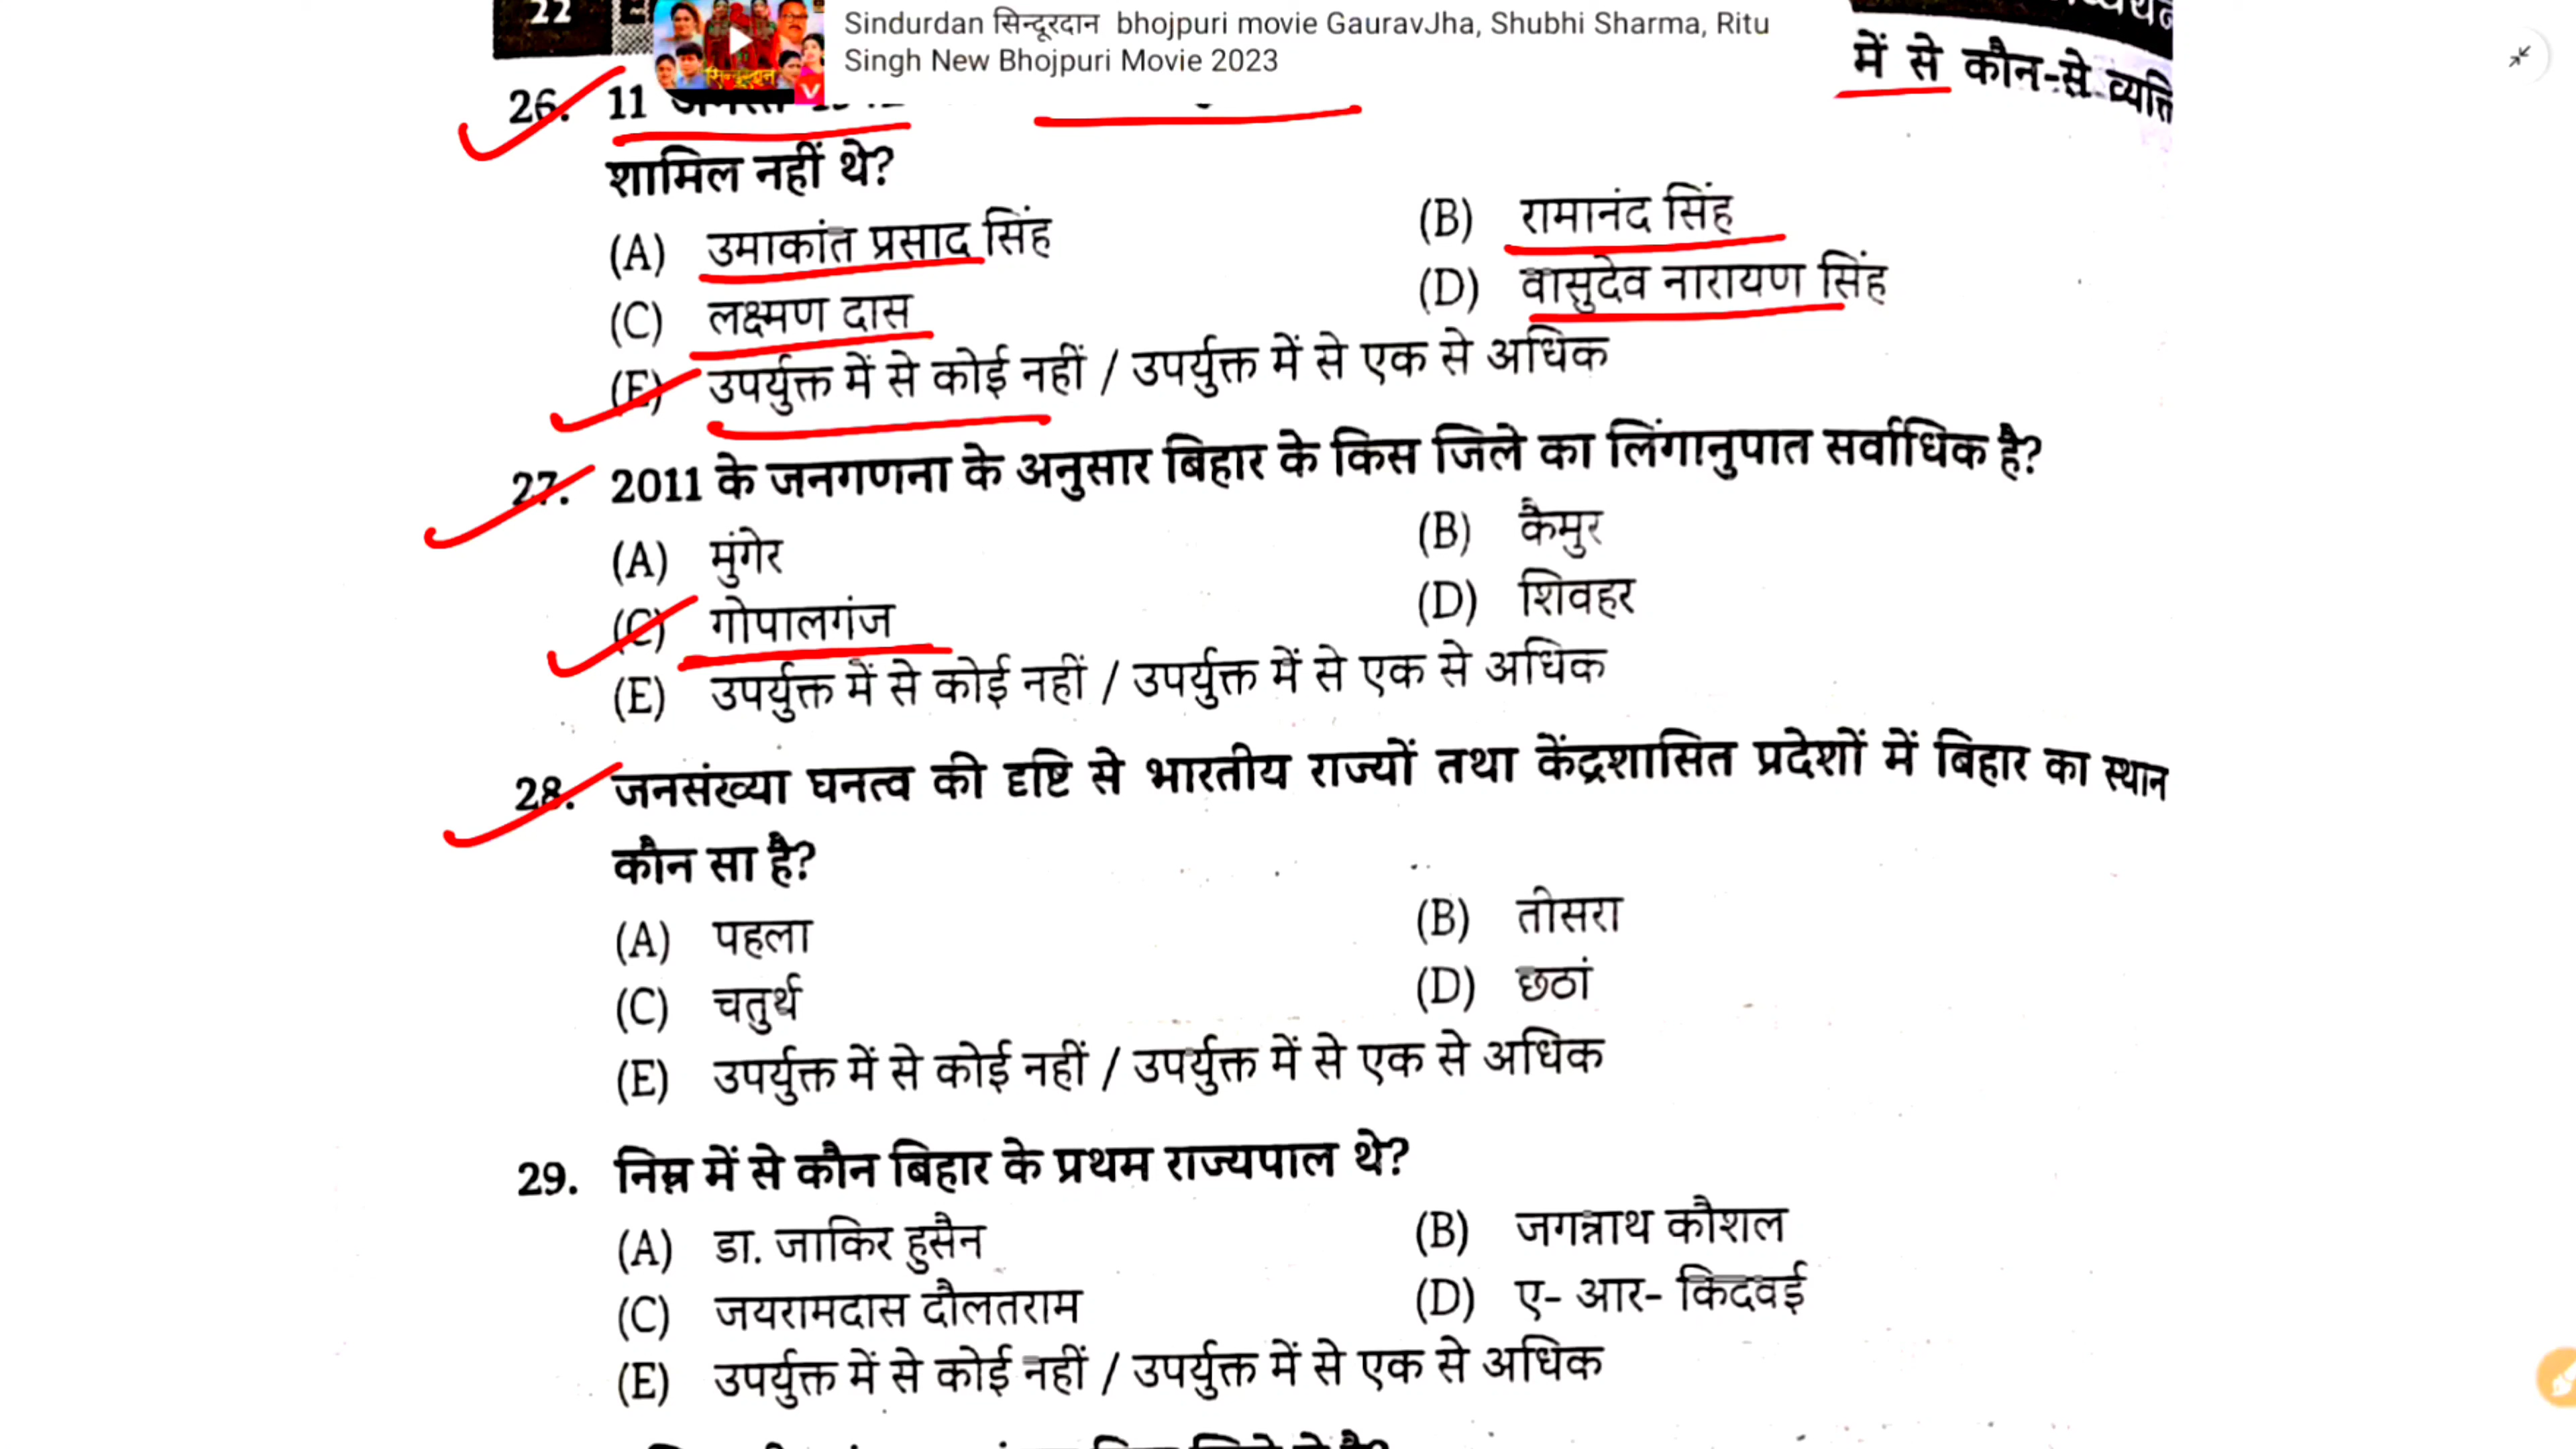 22
Sindurdan सिन्दूरदान bhojpuri movie GauravJha, Shubhi Sharma, Ritu
Singh New Bhojpuri Movie 2023
सिन्दूरदान
26. 11 में से कौन-से
शामिल नहीं थे?
(A) उमाकांत प्रसाद सिंह (B) रामानंद सिंह
(C) लक्ष्मण दास (D) वासुदेव नारायण सिंह
(E) उपर्युक्त में से कोई नहीं / उपर्युक्त में से एक से अधिक
27. 2011 के जनगणना के अनुसार बिहार के किस जिले का लिंगानुपात सर्वाधिक है?
(A) मुंगेर (B) कैमुर
(C) गोपालगंज (D) शिवहर
(E) उपर्युक्त में से कोई नहीं / उपर्युक्त में से एक से अधिक
28. जनसंख्या घनत्व की दृष्टि से भारतीय राज्यों तथा केंद्रशासित प्रदेशों में बिहार का स्थान
कौन सा है?
(A) पहला (B) तीसरा
(C) चतुर्थ (D) छठां
(E) उपर्युक्त में से कोई नहीं / उपर्युक्त में से एक से अधिक
29. निम्न में से कौन बिहार के प्रथम राज्यपाल थे?
(A) डा. जाकिर हुसैन (B) जगन्नाथ कौशल
(C) जयरामदास दौलतराम (D) ए- आर- किदवई
(E) उपर्युक्त में से कोई नहीं / उपर्युक्त में से एक से अधिक